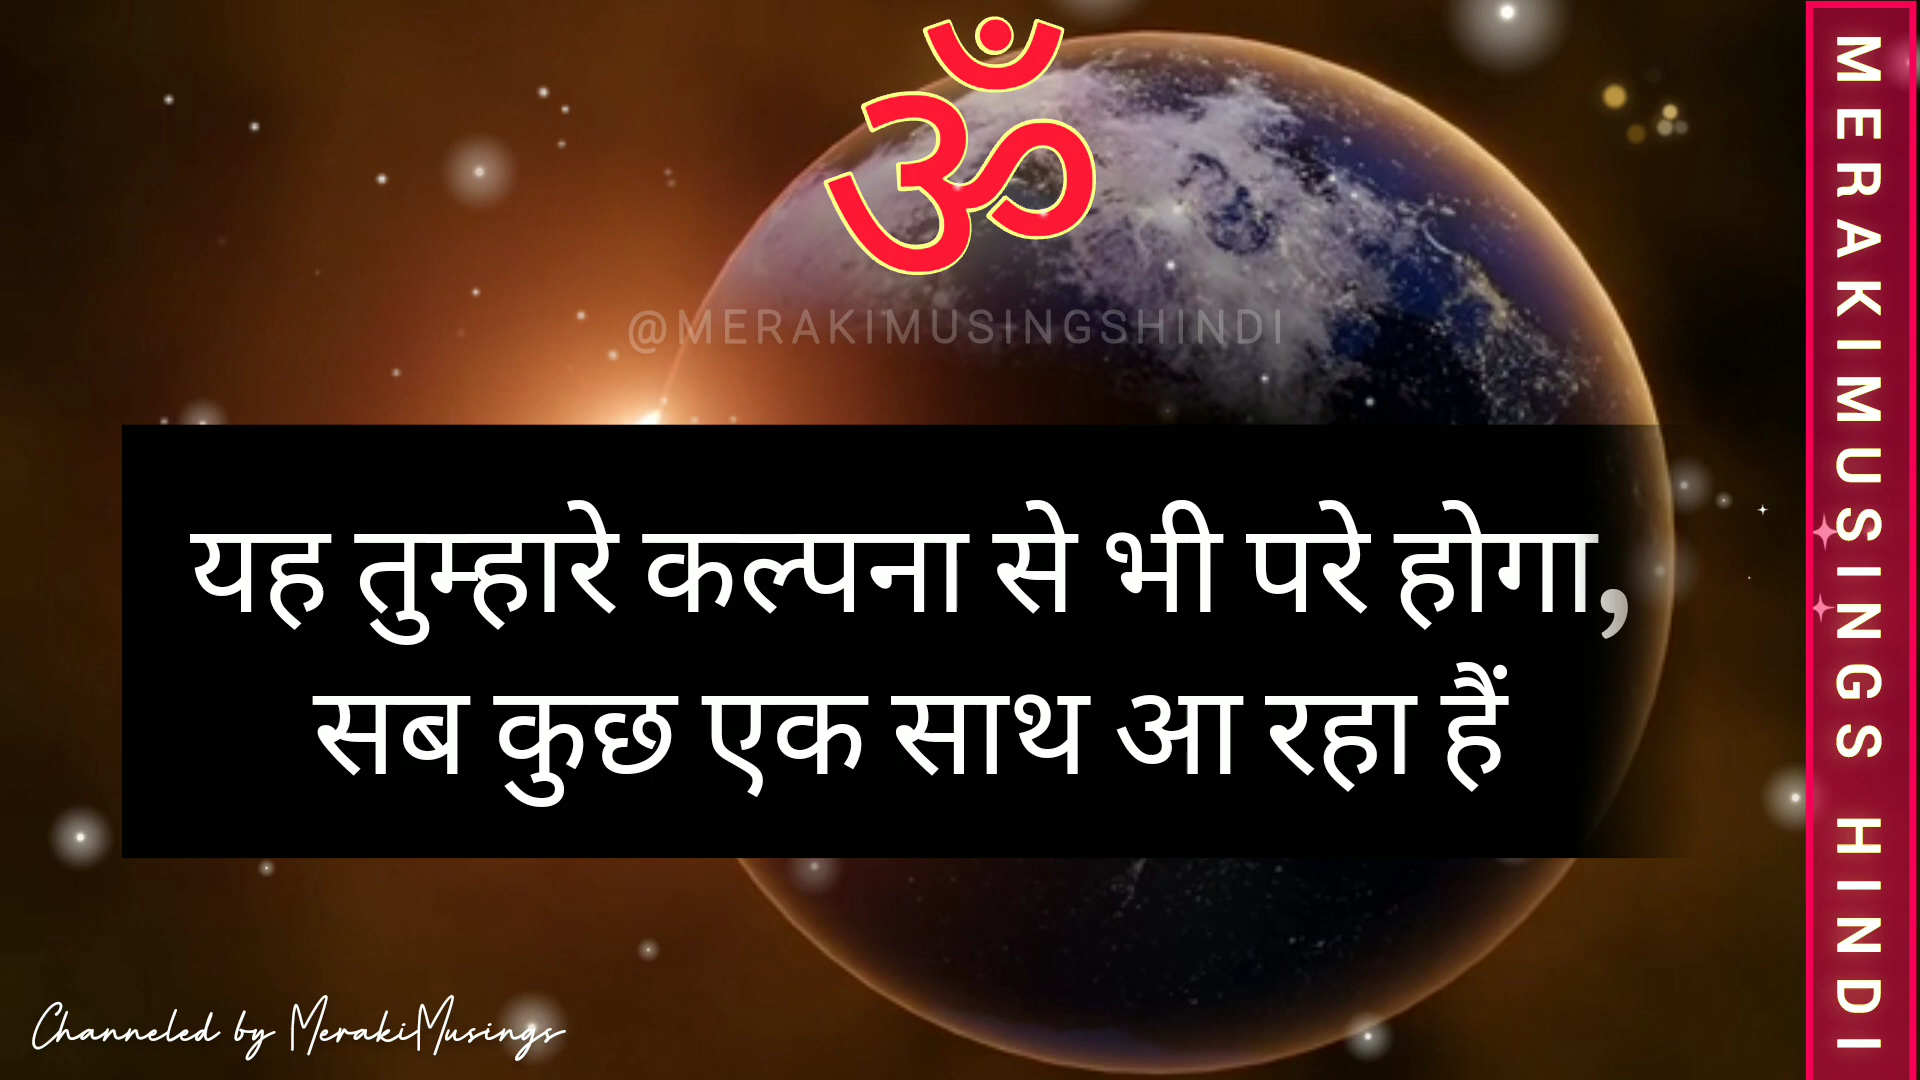 ॐ
@MERAKIMUSINGSHINDI
यह तुम्हारे कल्पना से भी परे होगा,
सब कुछ एक साथ आ रहा हैं
Channeled by MerakiMusings
MERAKIMUSINGS HINDI